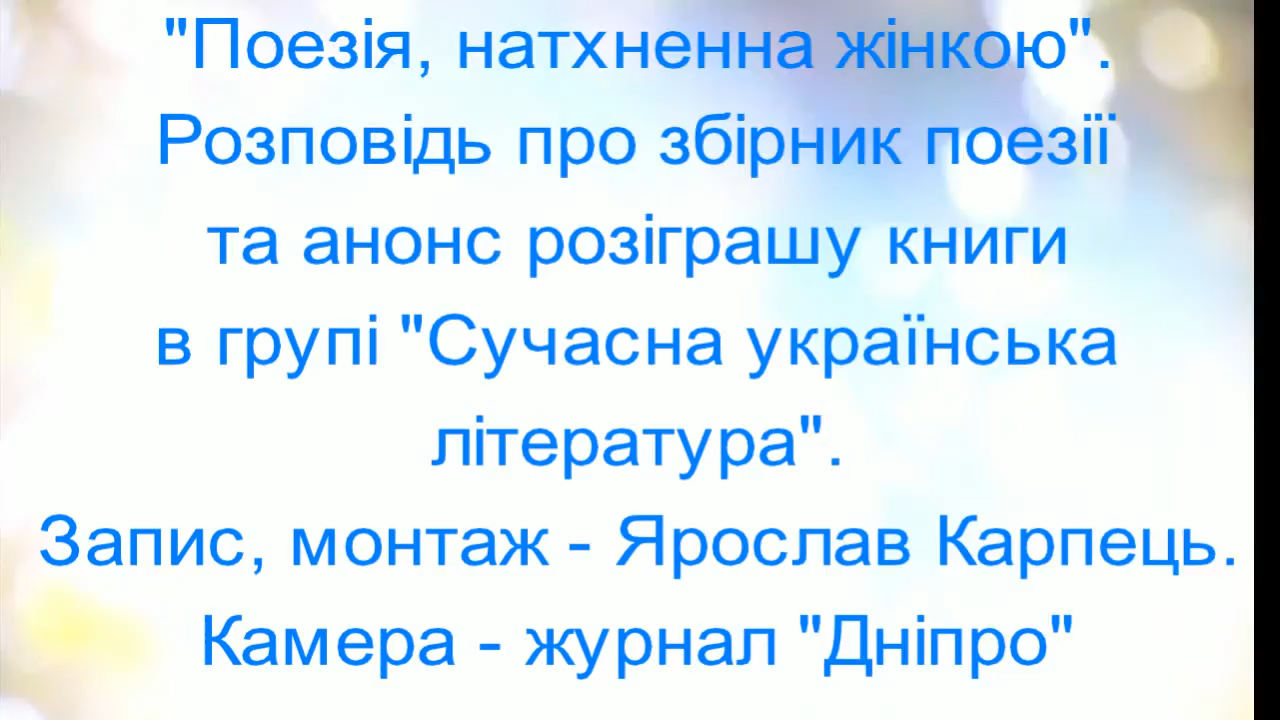 "Поезія, натхненна жінкою".
Розповідь про збірник поезії
та анонс розіграшу книги
в групі "Сучасна українська
література".
Запис, монтаж - Ярослав Карпець.
Камера - журнал "Дніпро"